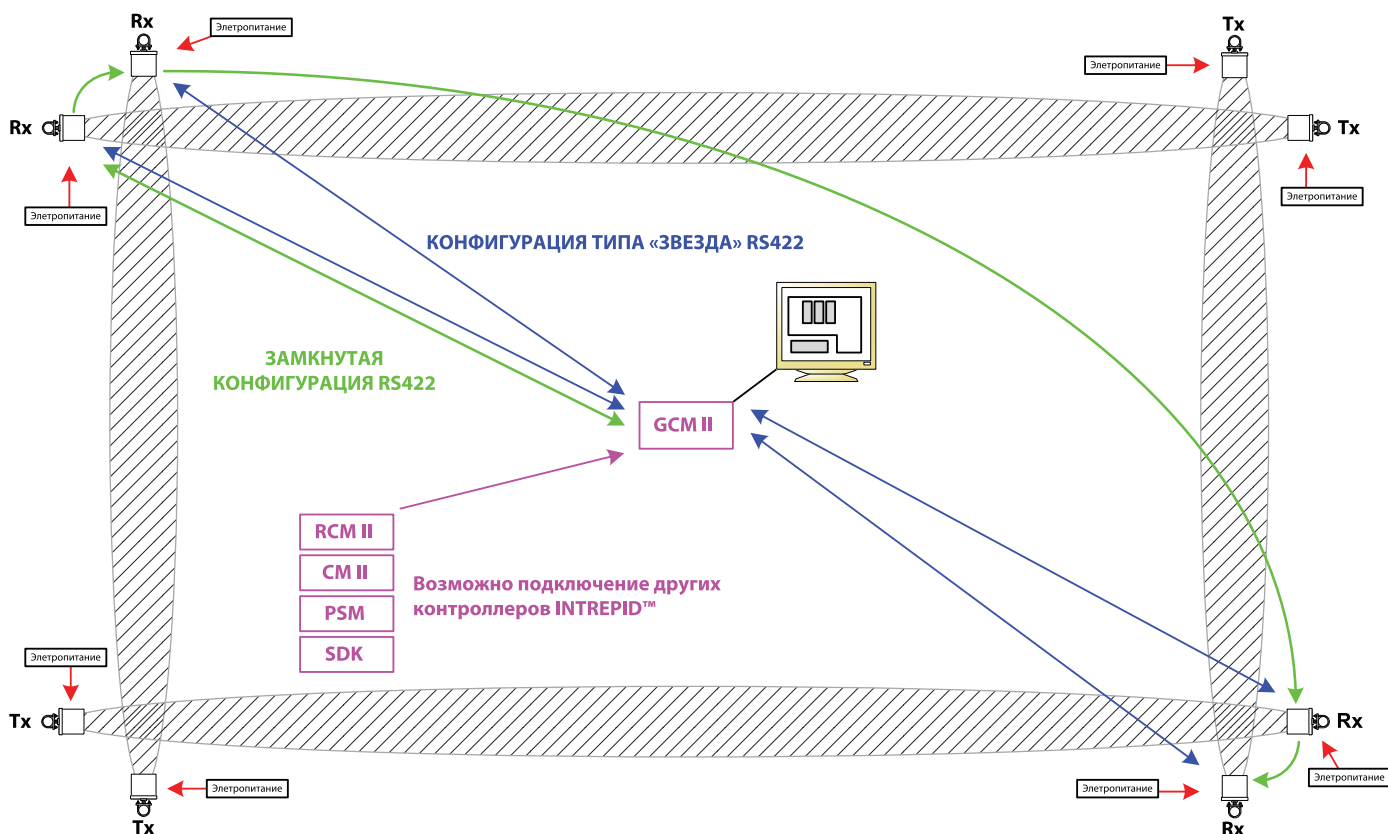 Rx
Элетропитание
Tx
Элетропитание
Rx
Tx
Элетропитание
Элетропитание
КОНФИГУРАЦИЯ ТИПА «ЗВЕЗДА» RS422
ЗАМКНУТАЯ
КОНФИГУРАЦИЯ RS422
GCM II
RCM II
CM II
PSM
SDK
Возможно подключение других
контроллеров INTREPID™
Элетропитание
Tx
Rx
Элетропитание
Элетропитание
Элетропитание
Tx
Rx